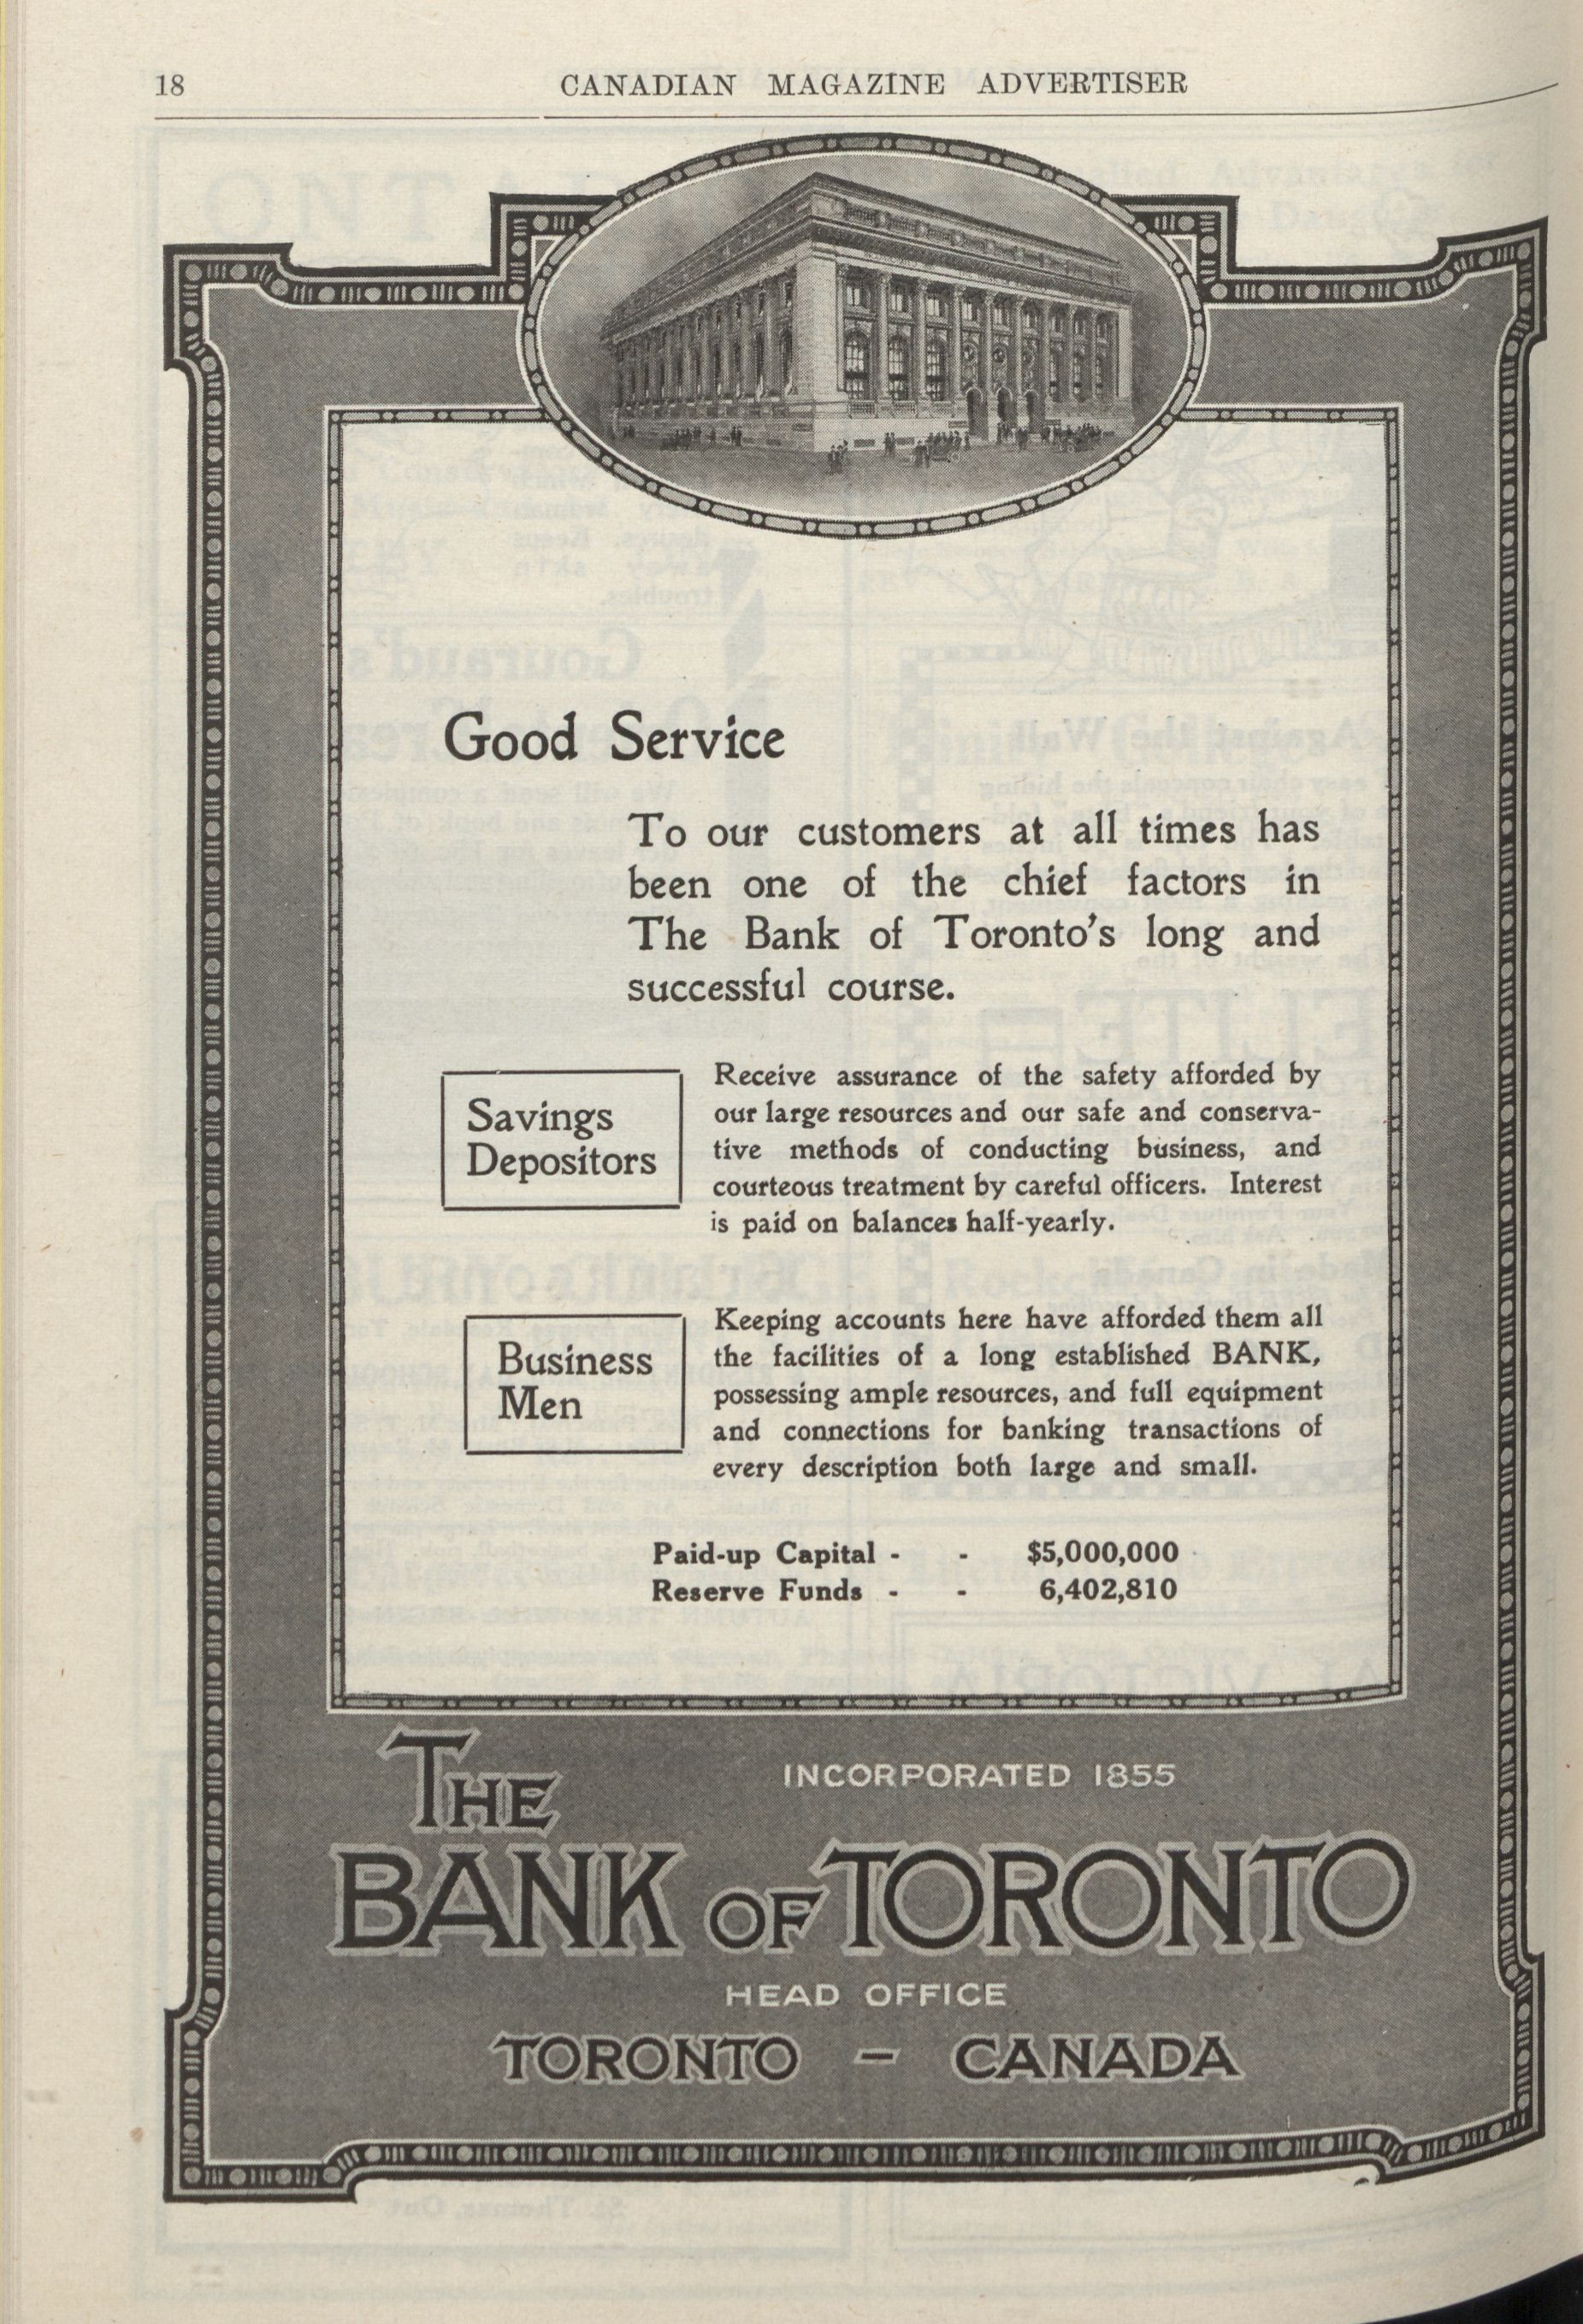 18
CANADIAN MAGAZINE ADVERTISER
Good Service
To our customers at all times has
been one of the chief factors in
The Bank of Toronto's long and
successful course.
Savings
Depositors
Receive assurance of the safety afforded by
our large resources and our safe and conserva-
tive methods of conducting business, and
courteous treatment by careful officers. Interest
is paid on balances half-yearly.
Business
Men
Keeping accounts here have afforded them all
the facilities of a long established BANK,
possessing ample resources, and full equipment
and connections for banking transactions of
every description both large and small.
Paid-up Capital - - $5,000,000
Reserve Funds - - 6,402,810
THE
INCORPORATED 1855
BANK OF TORONTO
HEAD OFFICE
TORONTO - CANADA